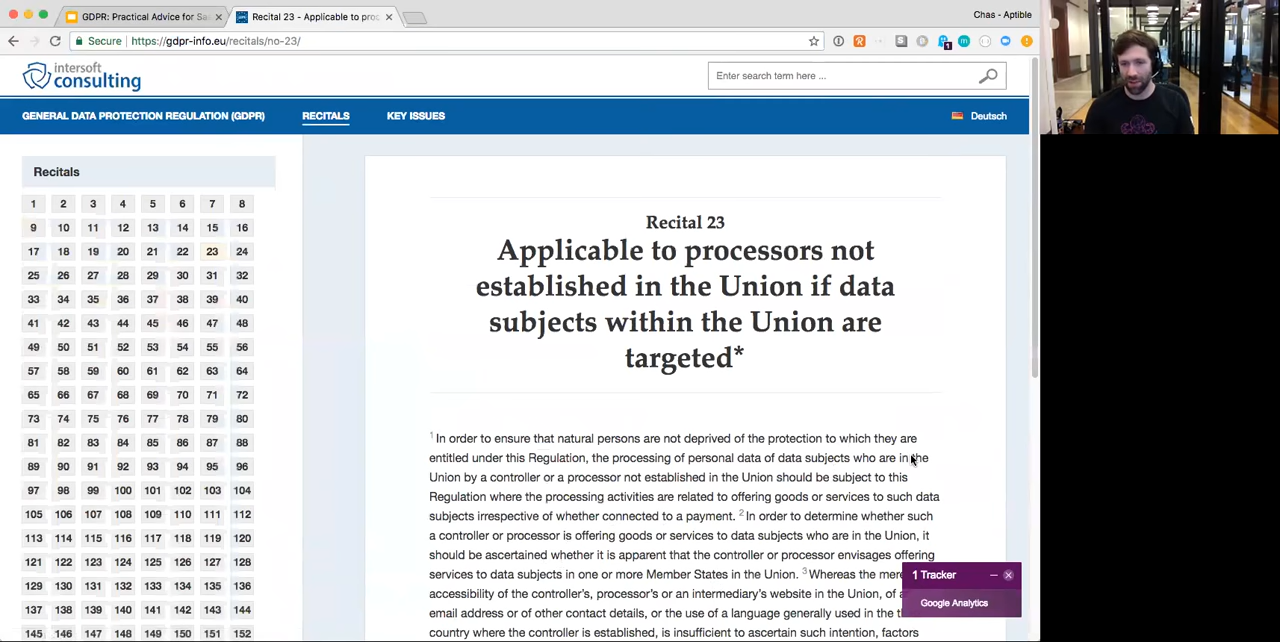 GDPR: Practical Advice for Sa
Recital 23 - Applicable to proc
Chas - Aptible
Secure
https://gdpr-info.eu/recitals/no-23/
intersoft
consulting
Enter search term here ...
GENERAL DATA PROTECTION REGULATION (GDPR)
RECITALS
KEY ISSUES
Deutsch
Recitals
1 2 3 4 5 6 7 8
9 10 11 12 13 14 15 16
17 18 19 20 21 22 23 24
25 26 27 28 29 30 31 32
33 34 35 36 37 38 39 40
41 42 43 44 45 46 47 48
49 50 51 52 53 54 55 56
57 58 59 60 61 62 63 64
65 66 67 68 69 70 71 72
73 74 75 76 77 78 79 80
81 82 83 84 85 86 87 88
89 90 91 92 93 94 95 96
97 98 99 100 101 102 103 104
105 106 107 108 109 110 111 112
113 114 115 116 117 118 119 120
121 122 123 124 125 126 127 128
129 130 131 132 133 134 135 136
137 138 139 140 141 142 143 144
145 146 147 148 149 150 151 152
Recital 23
Applicable to processors not
established in the Union if data
subjects within the Union are
targeted*
1 In order to ensure that natural persons are not deprived of the protection to which they are
entitled under this Regulation, the processing of personal data of data subjects who are in the
Union by a controller or a processor not established in the Union should be subject to this
Regulation where the processing activities are related to offering goods or services to such data
subjects irrespective of whether connected to a payment. 2 In order to determine whether such
a controller or processor is offering goods or services to data subjects who are in the Union, it
should be ascertained whether it is apparent that the controller or processor envisages offering
services to data subjects in one or more Member States in the Union. 3 Whereas the mere
accessibility of the controller's, processor's or an intermediary's website in the Union, of a
email address or of other contact details, or the use of a language generally used in the th
country where the controller is established, is insufficient to ascertain such intention, factors
1 Tracker
Google Analytics
1